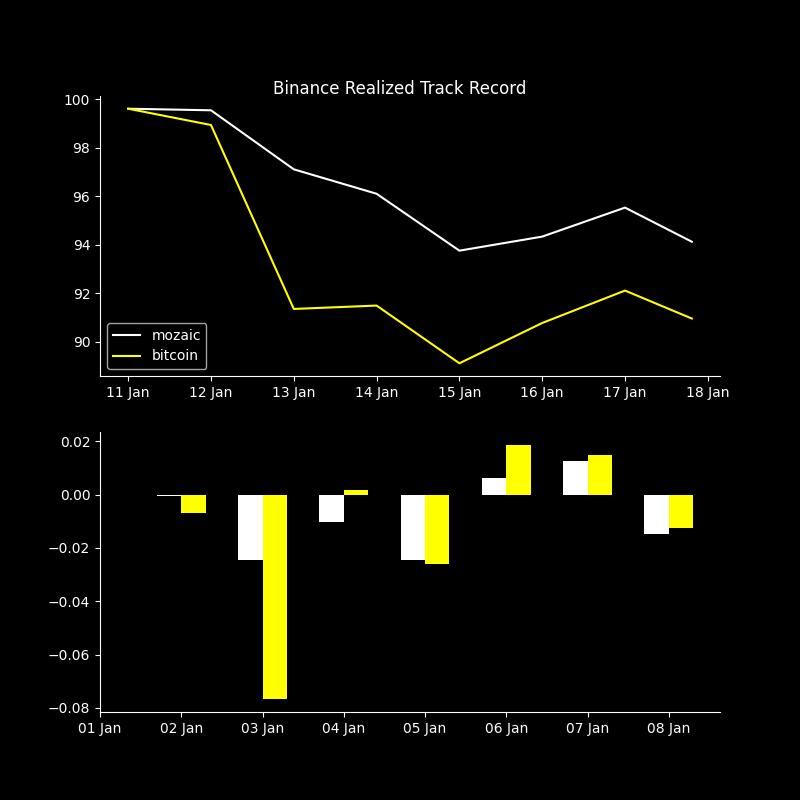 Binance Realized Track Record
100
98
96
94
92
90
mozaic
bitcoin
11 Jan 12 Jan 13 Jan 14 Jan 15 Jan 16 Jan 17 Jan 18 Jan
0.02
0.00
−0.02
−0.04
−0.06
−0.08
01 Jan 02 Jan 03 Jan 04 Jan 05 Jan 06 Jan 07 Jan 08 Jan